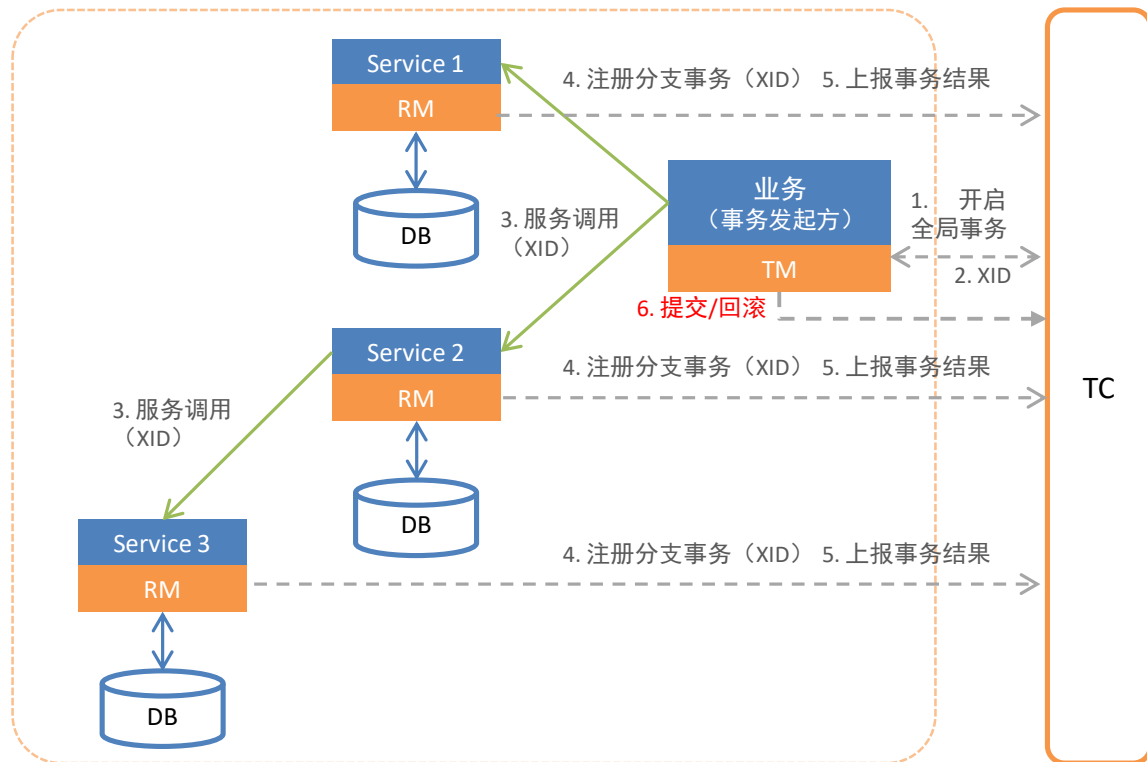 Service 1
RM
DB
4. 注册分支事务（XID） 5. 上报事务结果
业务
（事务发起方）
TM
1. 开启
全局事务
2. XID
3. 服务调用
（XID）
6. 提交/回滚
Service 2
RM
DB
4. 注册分支事务（XID） 5. 上报事务结果
TC
3. 服务调用
（XID）
Service 3
RM
DB
4. 注册分支事务（XID） 5. 上报事务结果